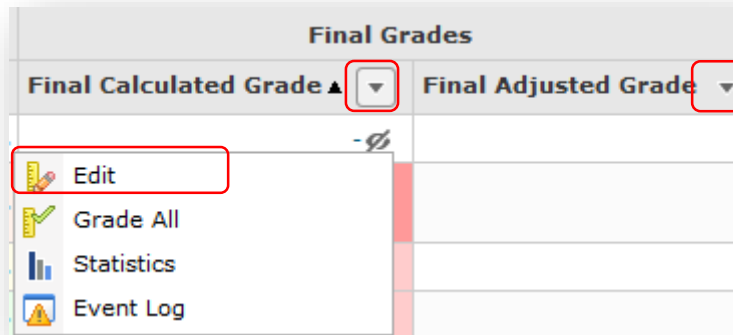 Final Grades
Final Calculated Grade Final Adjusted Grade
-
Edit
Grade All
Statistics
Event Log